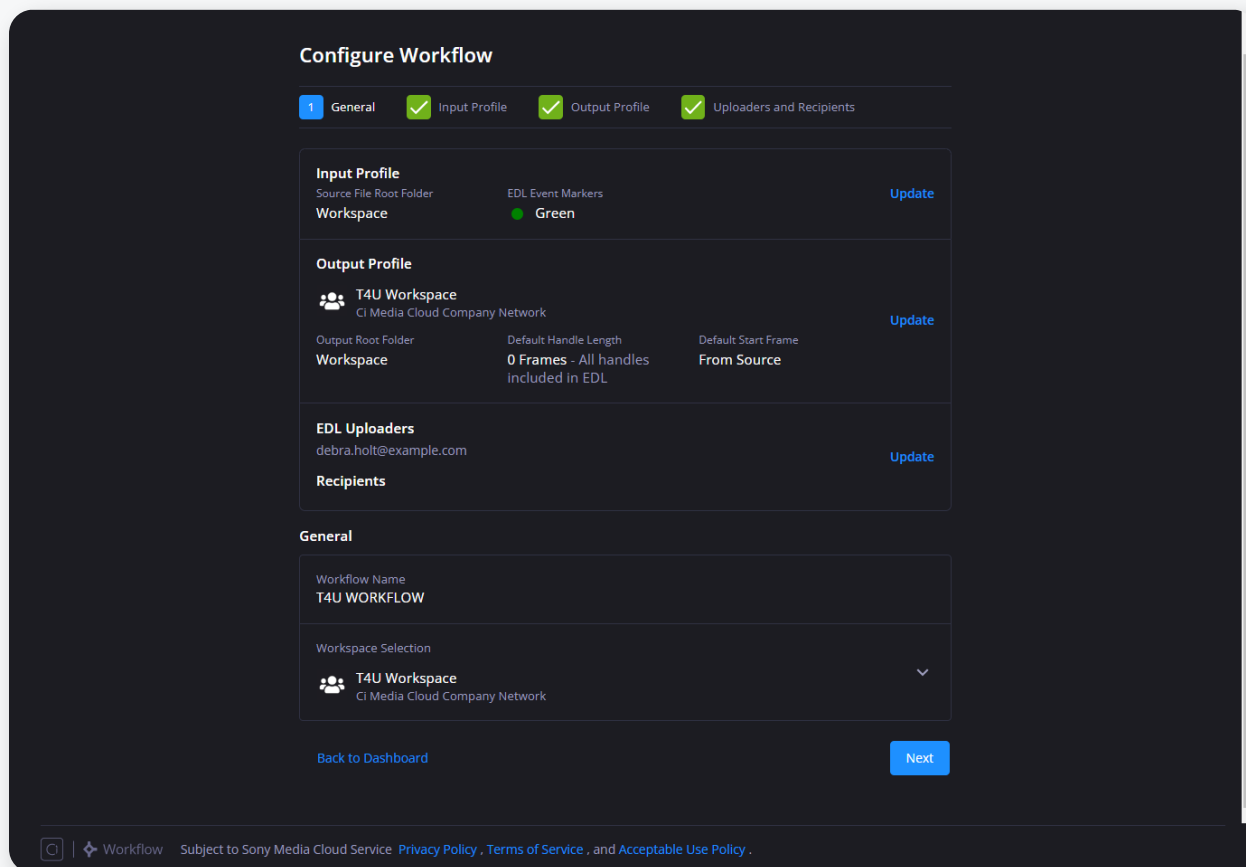 Configure Workflow
1 General Input Profile Output Profile Uploaders and Recipients
Input Profile
Source File Root Folder EDL Event Markers
Update
Workspace Green
Output Profile
T4U Workspace
Ci Media Cloud Company Network
Update
Output Root Folder Default Handle Length Default Start Frame
Workspace 0 Frames - All handles From Source
included in EDL
EDL Uploaders
debra.holt@example.com
Update
Recipients
General
Workflow Name
T4U WORKFLOW
Workspace Selection
T4U Workspace
Ci Media Cloud Company Network
Back to Dashboard Next
Ci | Workflow Subject to Sony Media Cloud Service Privacy Policy , Terms of Service , and Acceptable Use Policy .